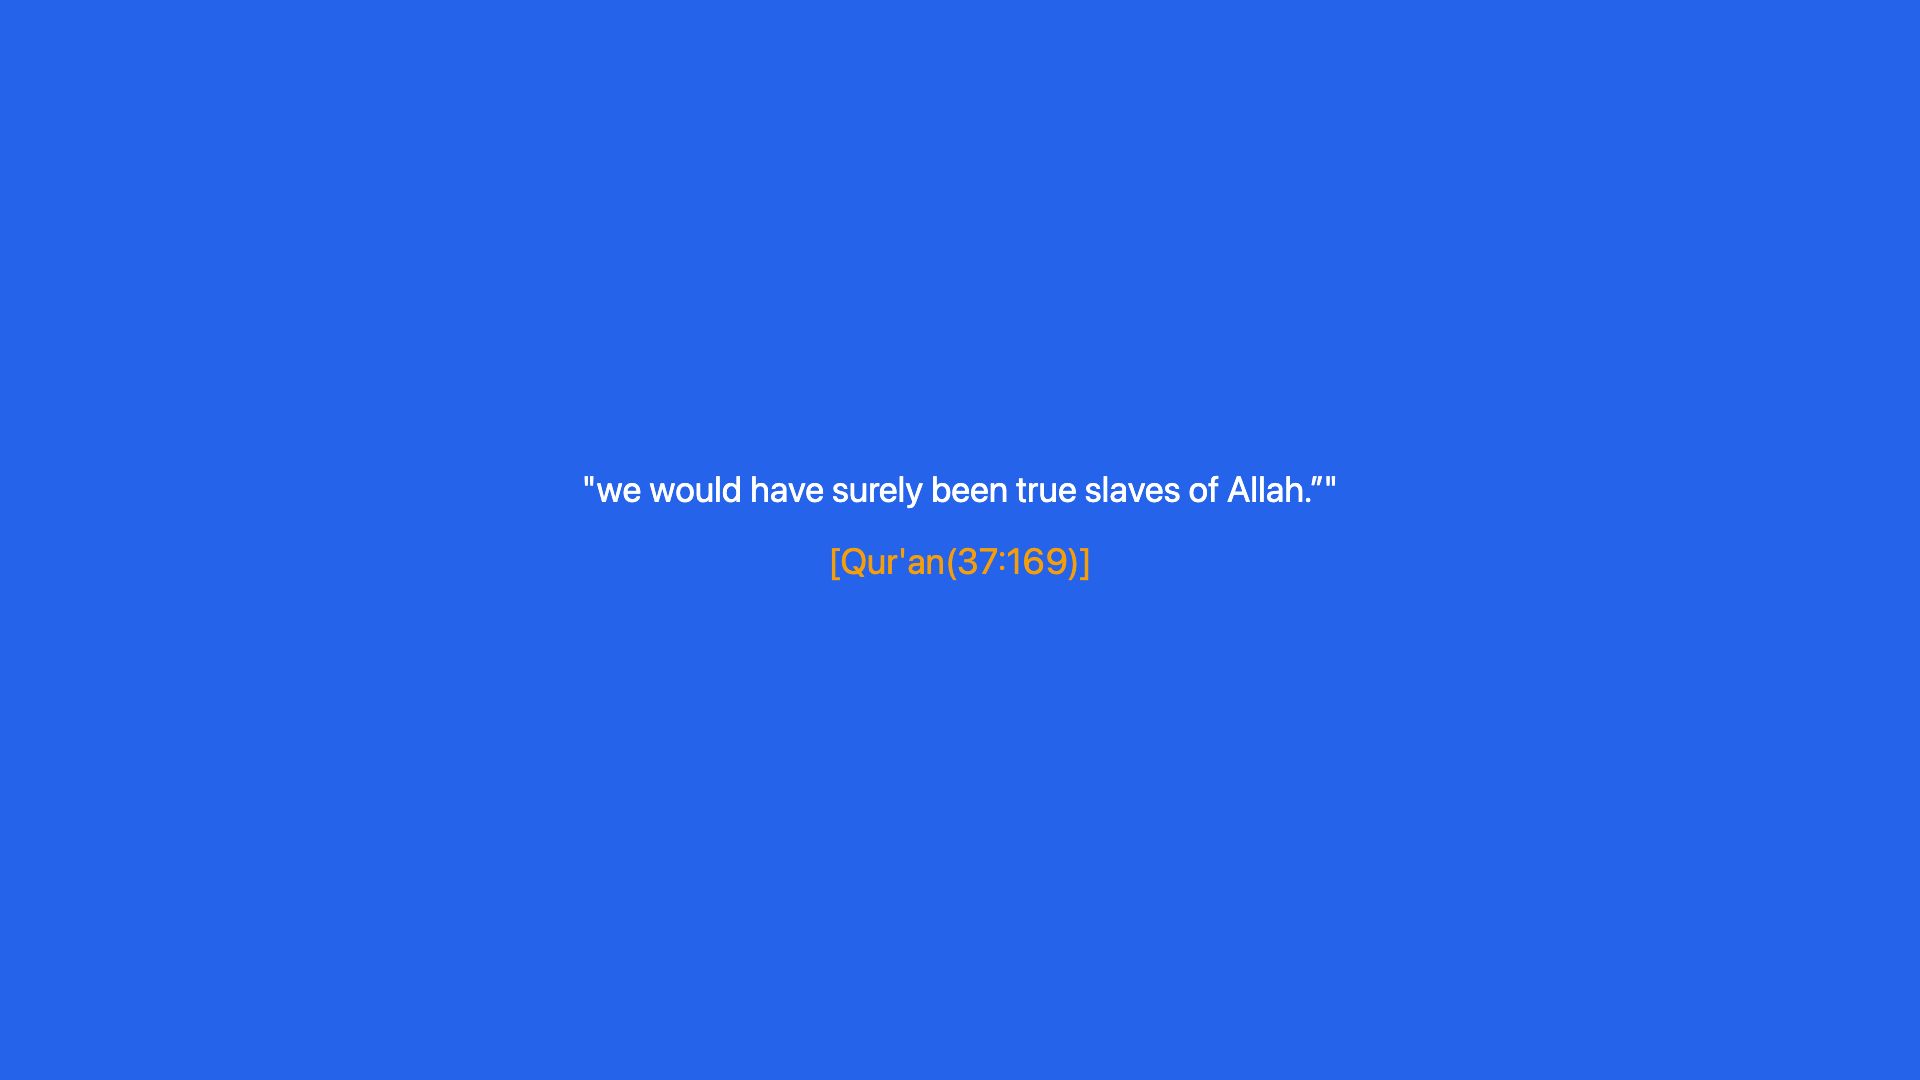 "we would have surely been true slaves of Allah.”"
[Qur'an(37:169)]